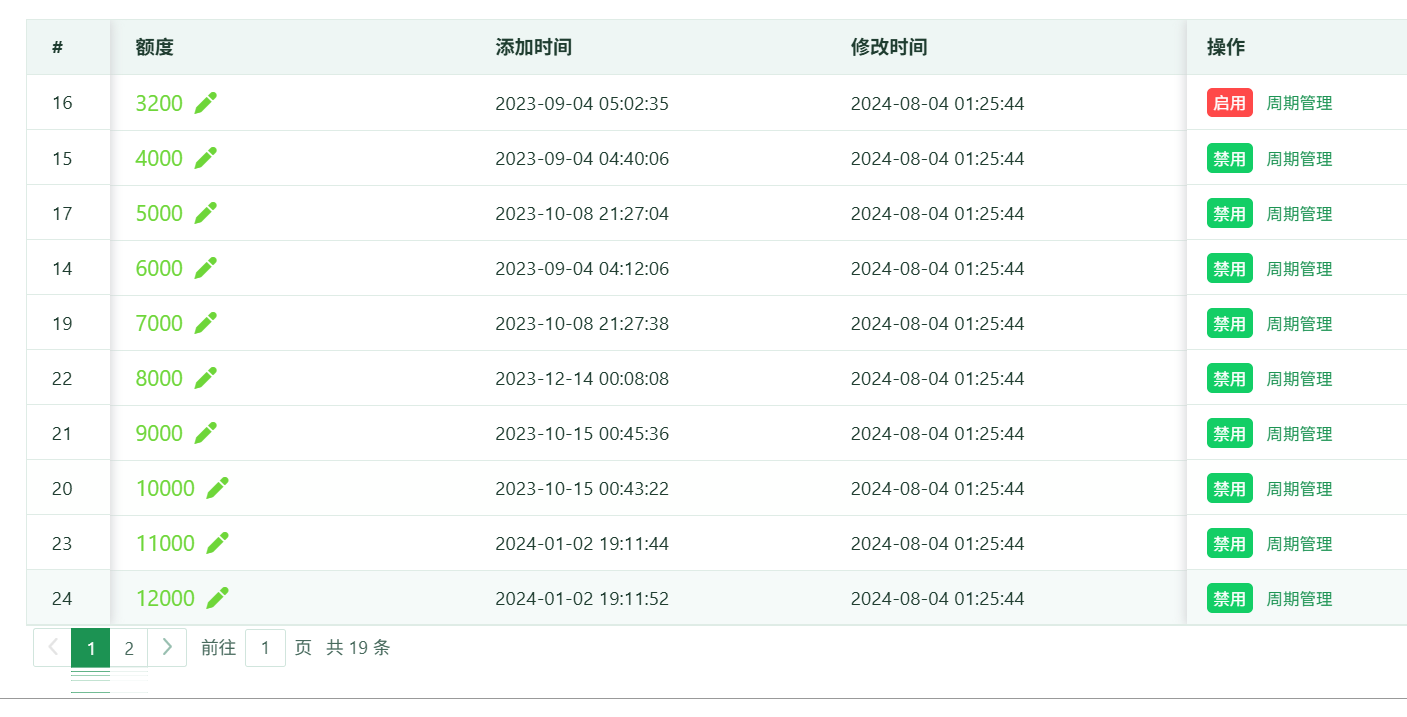 # 额度 添加时间 修改时间 操作
16 3200 2023-09-04 05:02:35 2024-08-04 01:25:44 启用 周期管理
15 4000 2023-09-04 04:40:06 2024-08-04 01:25:44 禁用 周期管理
17 5000 2023-10-08 21:27:04 2024-08-04 01:25:44 禁用 周期管理
14 6000 2023-09-04 04:12:06 2024-08-04 01:25:44 禁用 周期管理
19 7000 2023-10-08 21:27:38 2024-08-04 01:25:44 禁用 周期管理
22 8000 2023-12-14 00:08:08 2024-08-04 01:25:44 禁用 周期管理
21 9000 2023-10-15 00:45:36 2024-08-04 01:25:44 禁用 周期管理
20 10000 2023-10-15 00:43:22 2024-08-04 01:25:44 禁用 周期管理
23 11000 2024-01-02 19:11:44 2024-08-04 01:25:44 禁用 周期管理
24 12000 2024-01-02 19:11:52 2024-08-04 01:25:44 禁用 周期管理
1 2 前往 1 页 共 19 条